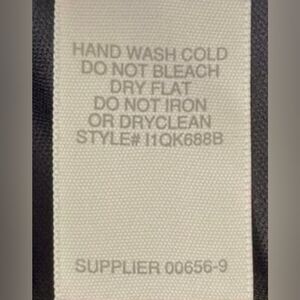 HAND WASH COLD
DO NOT BLEACH
DRY FLAT
DO NOT IRON
OR DRYCLEAN
STYLE# I1QK688B
SUPPLIER 00656-9